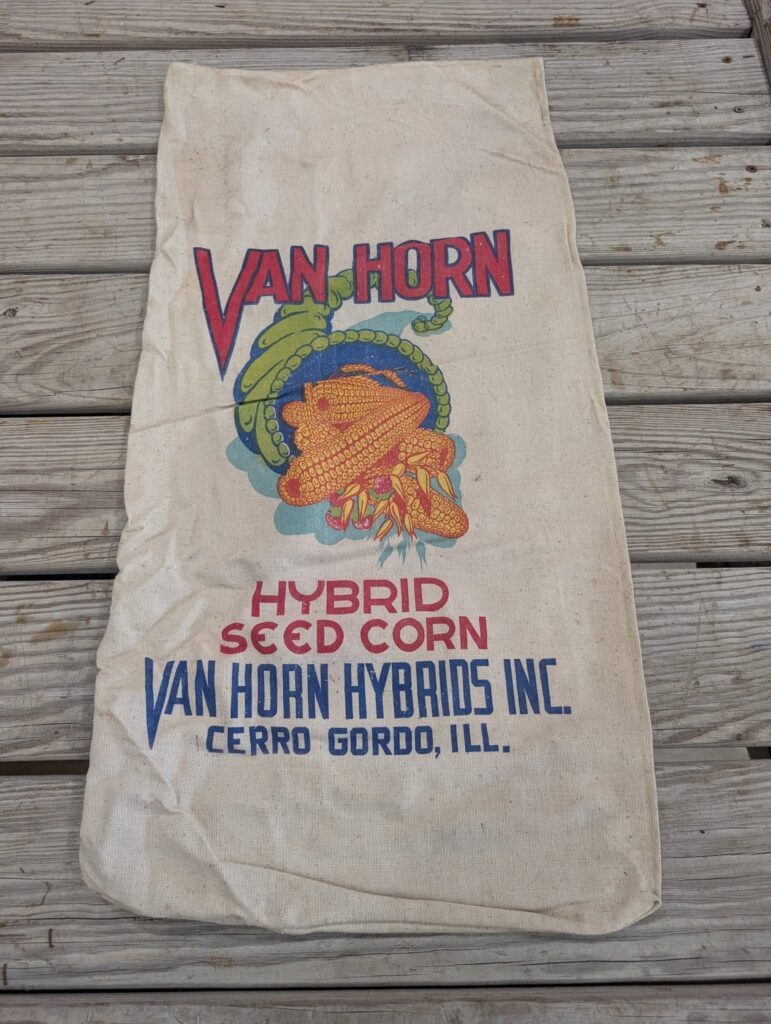 VAN HORN
HYBRID
SEED CORN
VAN HORN HYBRIDS INC.
CERRO GORDO, ILL.